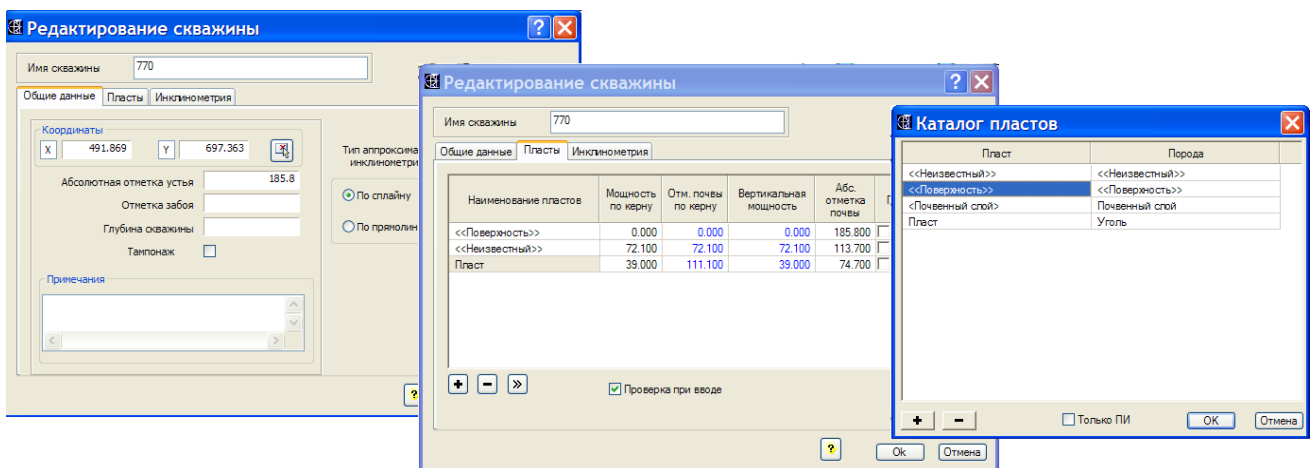 Редактирование скважины
Имя скважины 770
Общие данные Пласты Инклинометрия
Координаты
X 491.869 Y 697.363
Абсолютная отметка устья 185.8
Отметка забоя
Глубина скважины
Тампонаж
Примечания
Тип аппроксима
инклинометри
По сплайну
По прямолин
?
Редактирование скважины
Имя скважины 770
Общие данные Пласты Инклинометрия
Наименование пластов Мощность по керну Отм. почвы по керну Вертикальная мощность Абс. отметка почвы
<<Поверхность>> 0.000 0.000 0.000 185.800
<<Неизвестный>> 72.100 72.100 72.100 113.700
Пласт 39.000 111.100 39.000 74.700
+ - »
Проверка при вводе
?
Ok Отмена
Каталог пластов
Пласт Порода
<<Неизвестный>> <<Неизвестный>>
<<Поверхность>> <<Поверхность>>
<Почвенный слой> Почвенный слой
Пласт Уголь
+ - Только ПИ OK Отмена